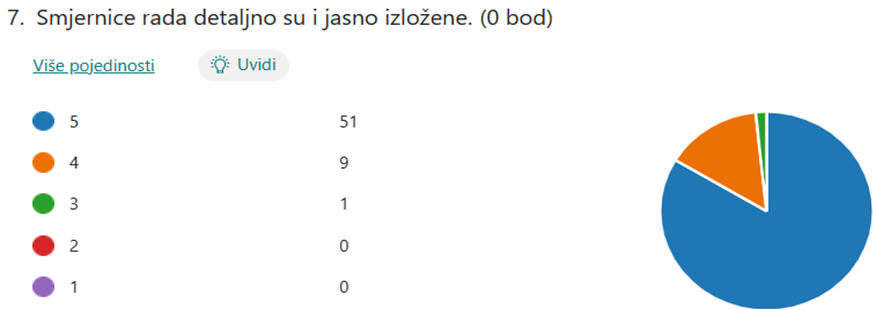 7. Smjernice rada detaljno su i jasno izložene. (0 bod)
Više pojedinosti Uvidi
5 51
4 9
3 1
2 0
1 0